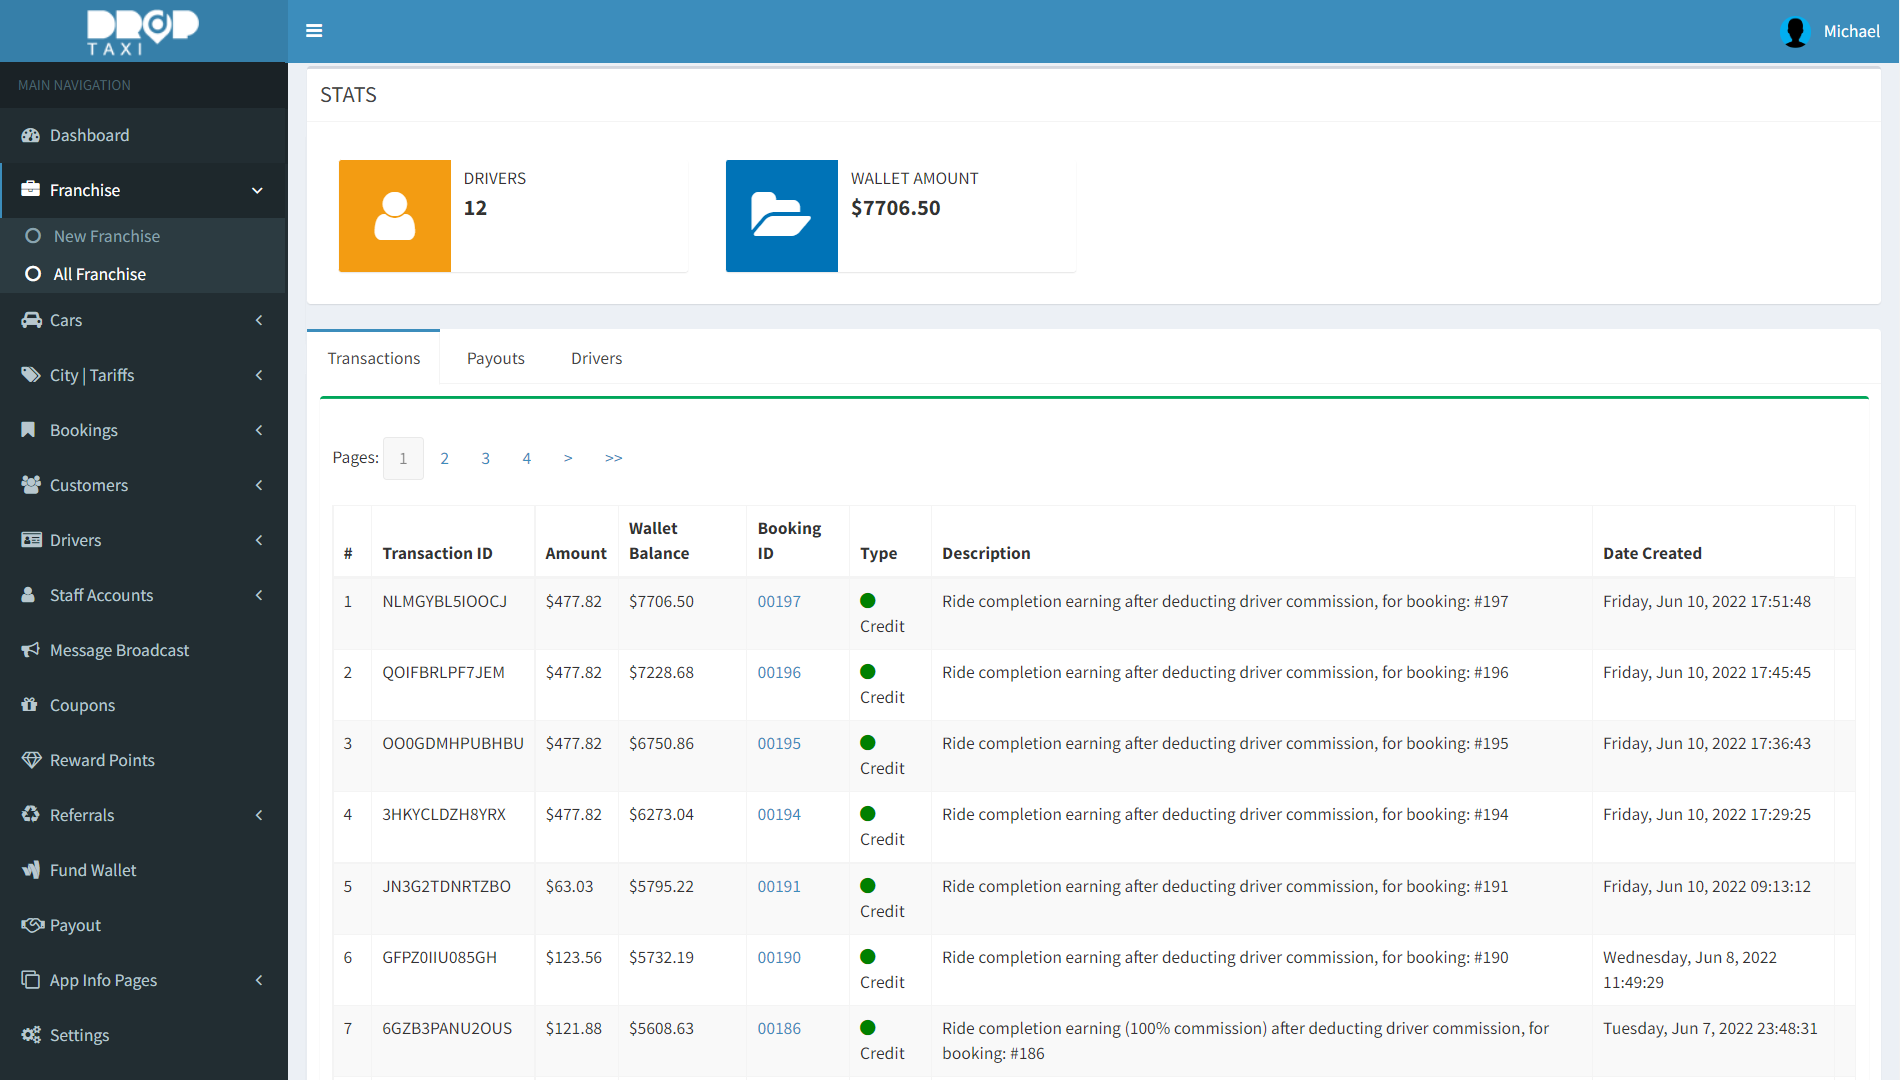 DROP
TAXI
Michael
MAIN NAVIGATION
Dashboard
Franchise
New Franchise
All Franchise
Cars
City | Tariffs
Bookings
Customers
Drivers
Staff Accounts
Message Broadcast
Coupons
Reward Points
Referrals
Fund Wallet
Payout
App Info Pages
Settings
STATS
DRIVERS
12
WALLET AMOUNT
$7706.50
Transactions Payouts Drivers
Pages: 1 2 3 4 > >>
# Transaction ID Amount Wallet Balance Booking ID Type Description Date Created
1 NLMGYBL5IOOCJ $477.82 $7706.50 00197 Credit Ride completion earning after deducting driver commission, for booking: #197 Friday, Jun 10, 2022 17:51:48
2 QOIFBRLPF7JEM $477.82 $7228.68 00196 Credit Ride completion earning after deducting driver commission, for booking: #196 Friday, Jun 10, 2022 17:45:45
3 OO0GDMHPUBHBU $477.82 $6750.86 00195 Credit Ride completion earning after deducting driver commission, for booking: #195 Friday, Jun 10, 2022 17:36:43
4 3HKYCLDZH8YRX $477.82 $6273.04 00194 Credit Ride completion earning after deducting driver commission, for booking: #194 Friday, Jun 10, 2022 17:29:25
5 JN3G2TDNRTZBO $63.03 $5795.22 00191 Credit Ride completion earning after deducting driver commission, for booking: #191 Friday, Jun 10, 2022 09:13:12
6 GFPZ0IIU085GH $123.56 $5732.19 00190 Credit Ride completion earning after deducting driver commission, for booking: #190 Wednesday, Jun 8, 2022 11:49:29
7 6GZB3PANU2OUS $121.88 $5608.63 00186 Credit Ride completion earning (100% commission) after deducting driver commission, for booking: #186 Tuesday, Jun 7, 2022 23:48:31